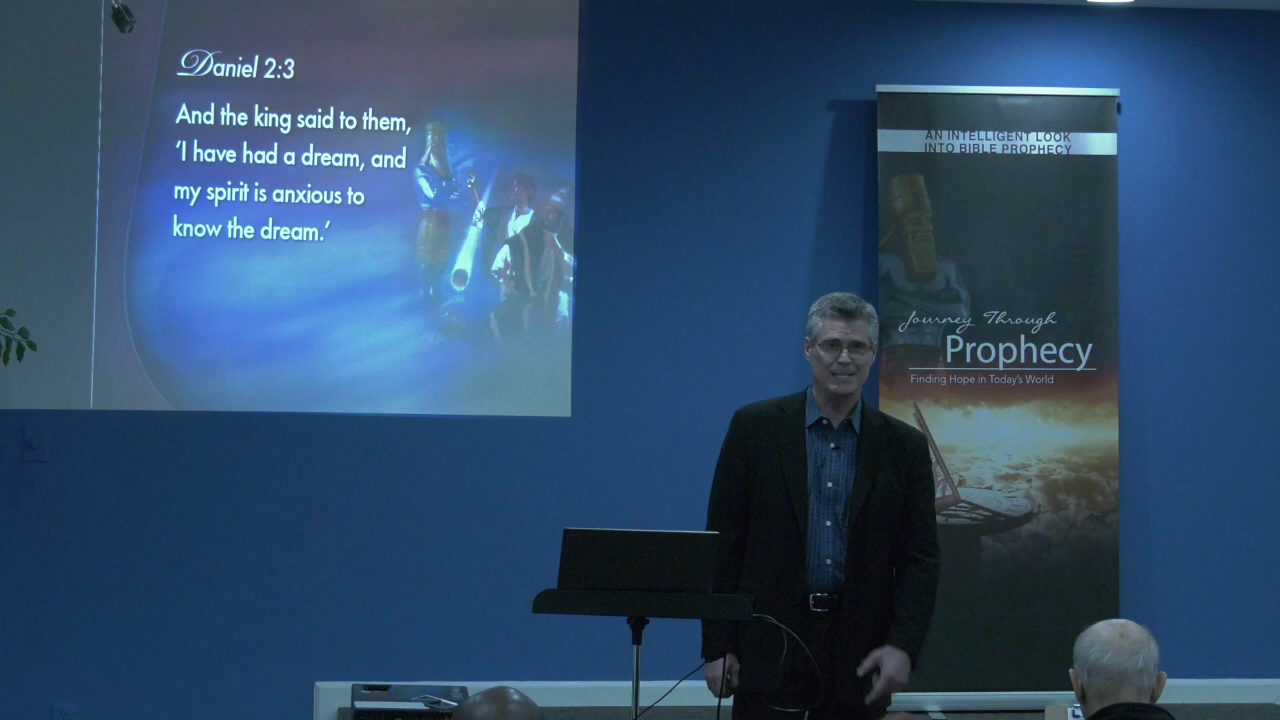 Daniel 2:3
And the king said to them,
'I have had a dream, and
my spirit is anxious to
know the dream.'
AN INTELLIGENT LOOK
INTO BIBLE PROPHECY
Journey Through
Prophecy
Finding Hope in Today's World